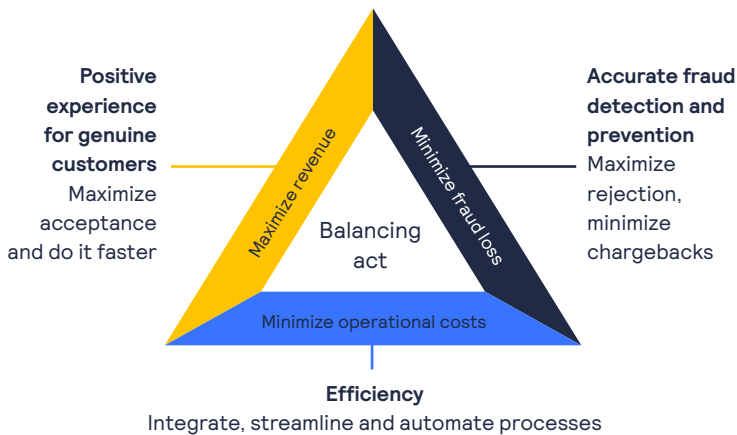 Positive
experience
for genuine
customers
Maximize
acceptance
and do it faster
Maximize revenue
Minimize fraud loss
Accurate fraud
detection and
prevention
Maximize
rejection,
minimize
chargebacks
Balancing
act
Minimize operational costs
Efficiency
Integrate, streamline and automate processes